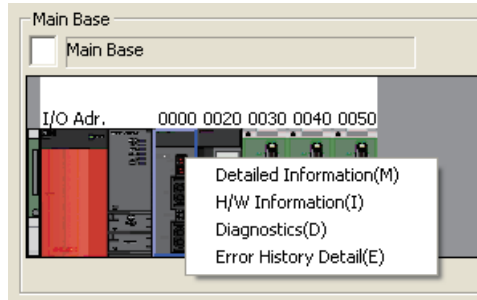 Main Base
Main Base
I/O Adr. 0000 0020 0030 0040 0050
Detailed Information(M)
H/W Information(I)
Diagnostics(D)
Error History Detail(E)